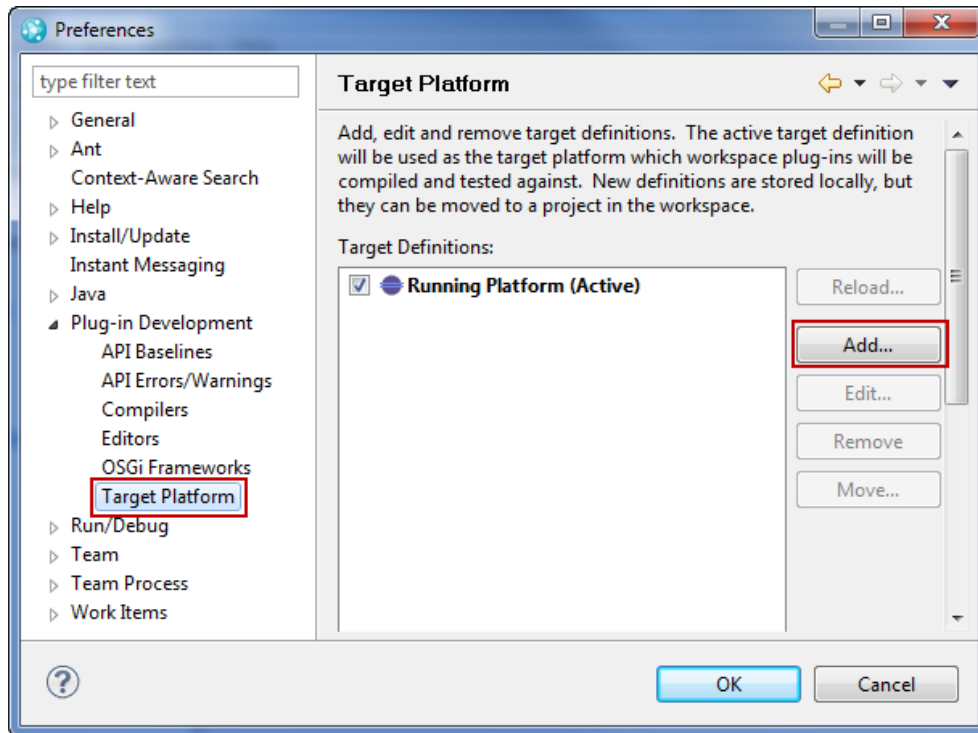 Preferences
type filter text
General
Ant
Context-Aware Search
Help
Install/Update
Instant Messaging
Java
Plug-in Development
API Baselines
API Errors/Warnings
Compilers
Editors
OSGi Frameworks
Target Platform
Run/Debug
Team
Team Process
Work Items
Target Platform
Add, edit and remove target definitions. The active target definition
will be used as the target platform which workspace plug-ins will be
compiled and tested against. New definitions are stored locally, but
they can be moved to a project in the workspace.
Target Definitions:
Running Platform (Active)
Reload...
Add...
Edit...
Remove
Move...
?
OK
Cancel